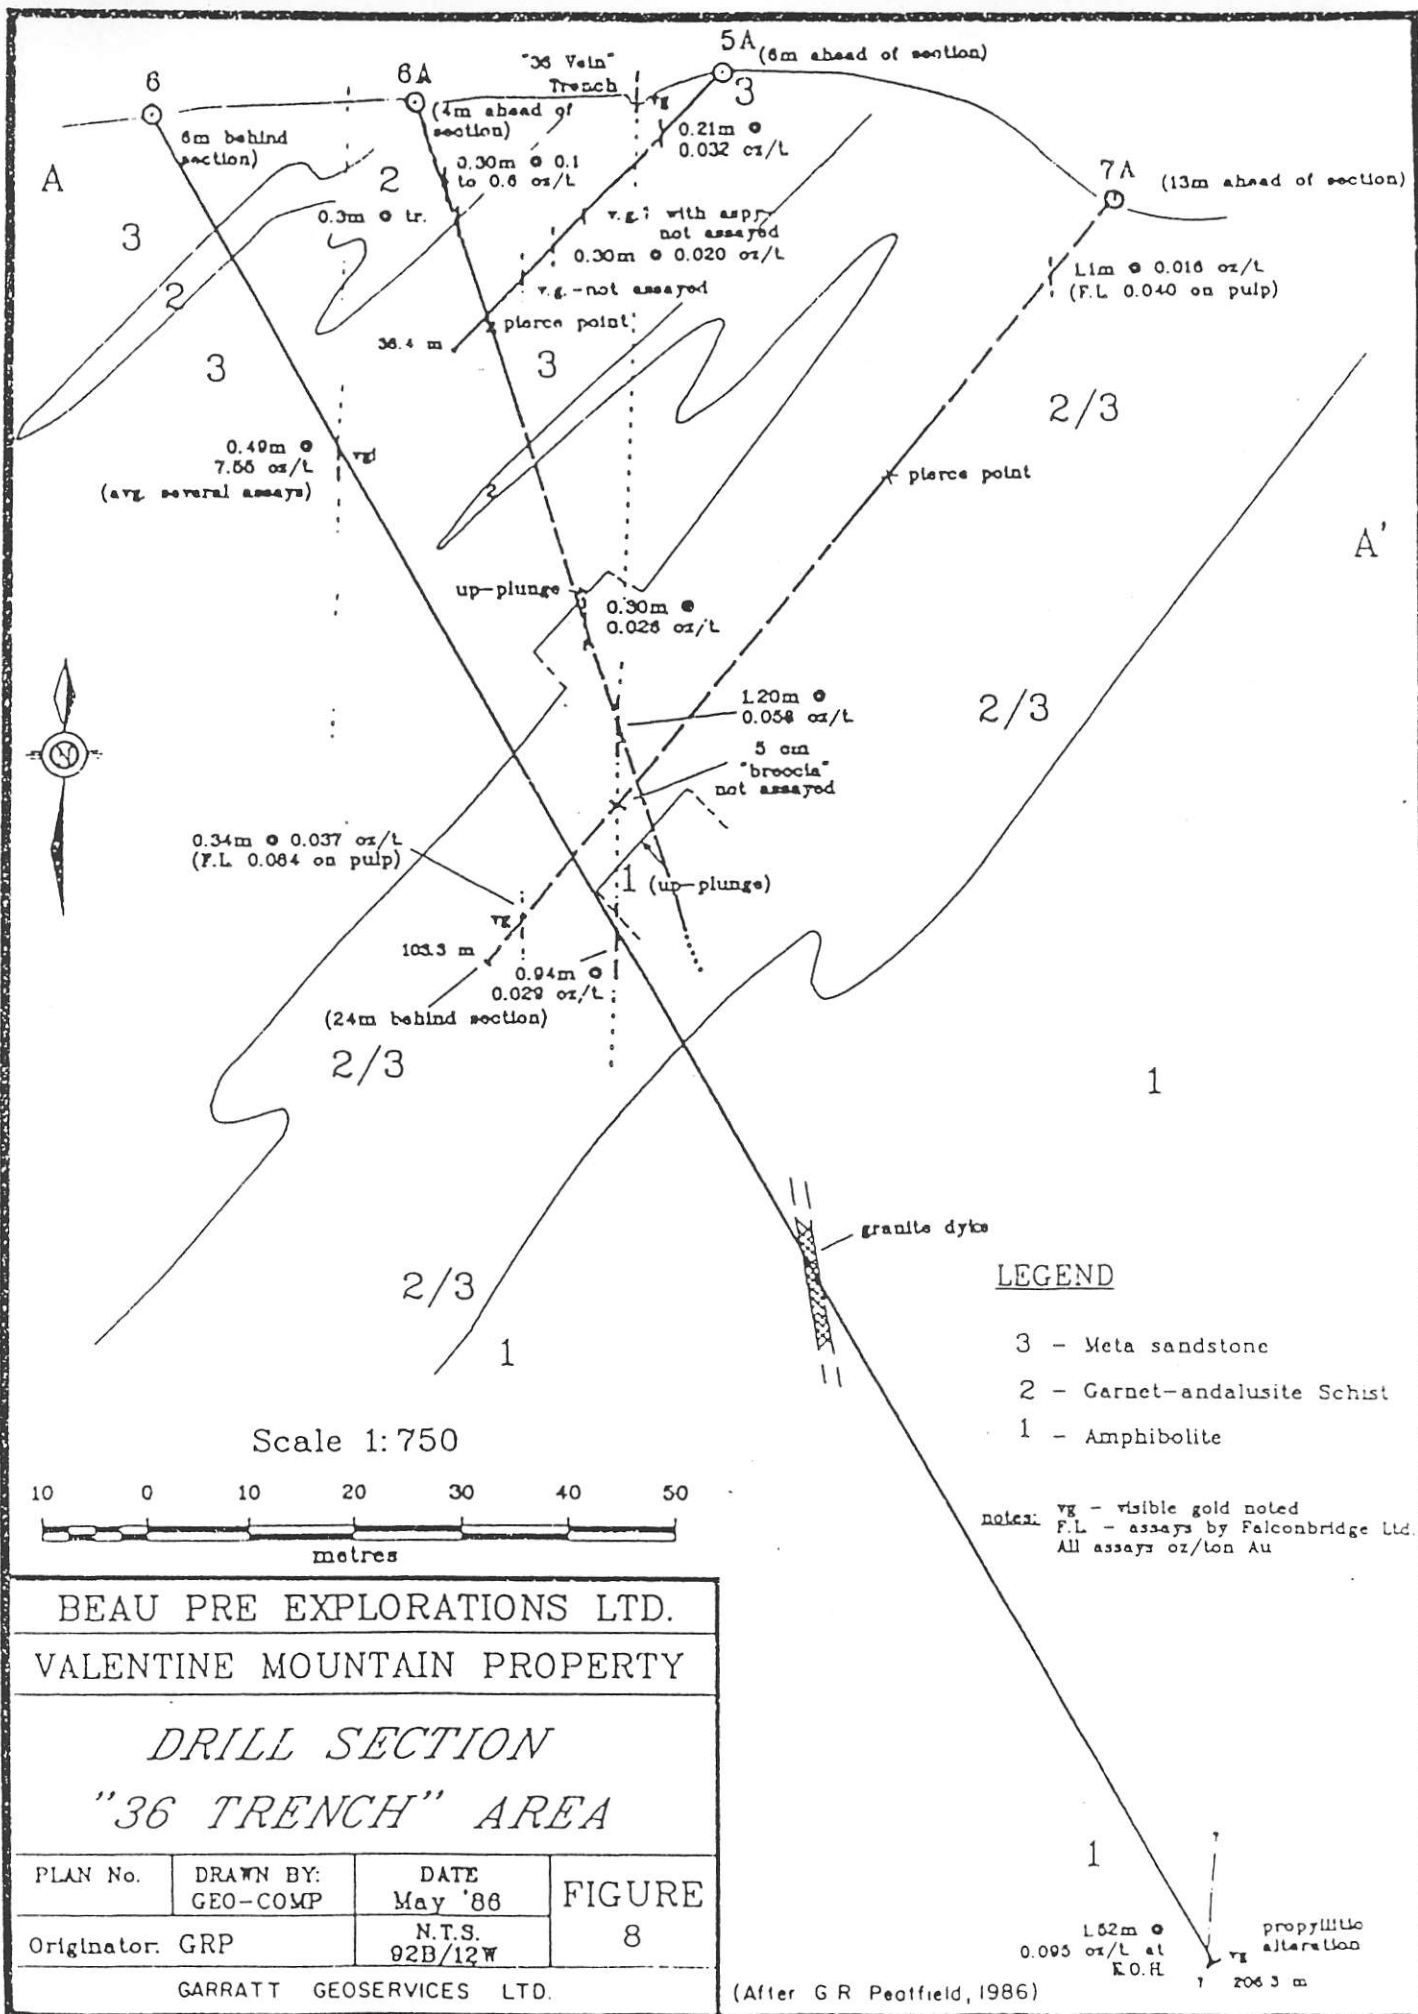 5A (6m ahead of section)
6
6A
"36 Vein"
Trench
vg
3
(4m ahead of
section)
6m behind
section)
0.21m @
0.032 oz/t
7A
(13m ahead of section)
A
2
0.30m @ 0.1
to 0.6 oz/t
0.3m @ tr.
3
v.g.; with aspy-
not assayed
0.30m @ 0.020 oz/t
1.1m @ 0.016 oz/t
(F.L 0.040 on pulp)
2
v.g.-not assayed
pierce point
36.4 m
3
3
2/3
0.49m @
7.55 oz/t
(avg. several assays)
vg
pierce point
2
A'
up-plunge
0.30m @
0.028 oz/t
1.20m @
0.058 oz/t
2/3
5 cm
"breccia"
not assayed
0.34m @ 0.037 oz/t
(F.L 0.084 on pulp)
1 (up-plunge)
vg
103.3 m
0.94m @
0.029 oz/t
(24m behind section)
2/3
1
granite dyke
2/3
1
LEGEND
3 - Meta sandstone
2 - Garnet-andalusite Schist
1 - Amphibolite
Scale 1:750
10 0 10 20 30 40 50
metres
notes: vg - visible gold noted
F.L - assays by Falconbridge Ltd.
All assays oz/ton Au
BEAU PRE EXPLORATIONS LTD.
VALENTINE MOUNTAIN PROPERTY
DRILL SECTION
"36 TRENCH" AREA
PLAN No.
DRAWN BY:
GEO-COMP
DATE
May '86
FIGURE
8
Originator: GRP
N.T.S.
92B/12W
GARRATT GEOSERVICES LTD.
1
?
1.52m @
0.095 oz/t at
E.O.H.
vg
propylitic
alteration
?
206.3 m
(After G R Peatfield, 1986)